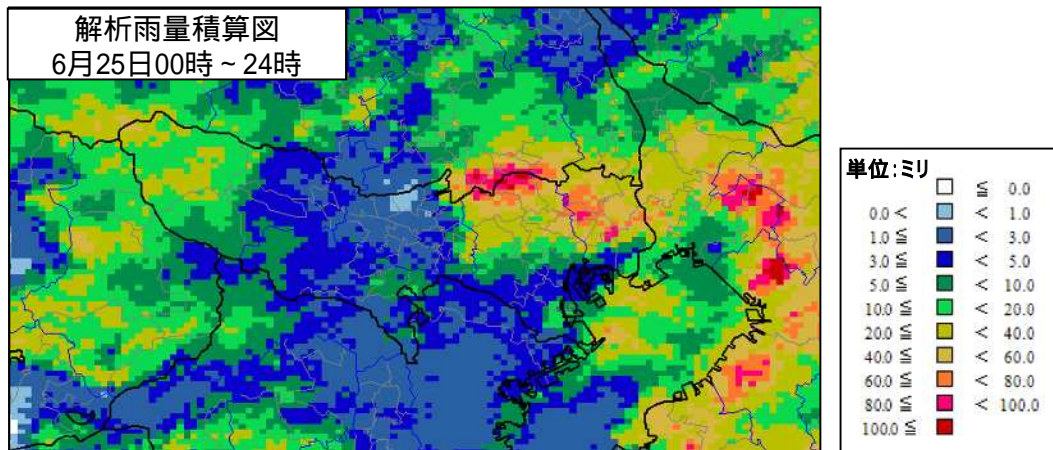 解析雨量積算図
6月25日00時~24時
単位:ミリ
≦ 0.0
0.0 < < 1.0
1.0 ≦ < 3.0
3.0 ≦ < 5.0
5.0 ≦ < 10.0
10.0 ≦ < 20.0
20.0 ≦ < 40.0
40.0 ≦ < 60.0
60.0 ≦ < 80.0
80.0 ≦ < 100.0
100.0 ≦